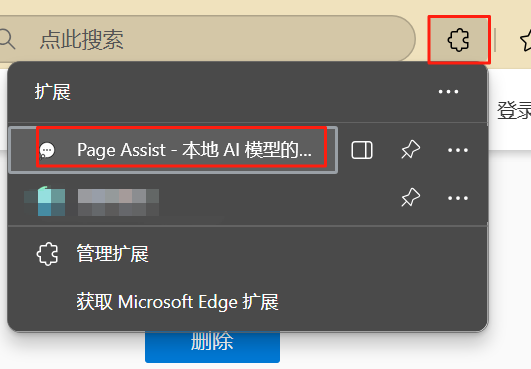 点此搜索
扩展
登录
Page Assist - 本地 AI 模型的...
管理扩展
获取 Microsoft Edge 扩展
删除